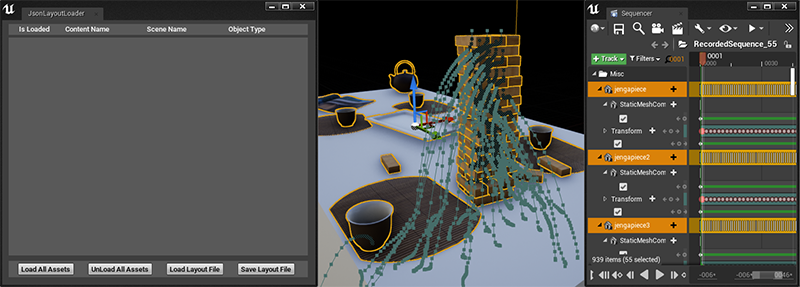 JsonLayoutLoader
Is Loaded Content Name Scene Name Object Type
Load All Assets UnLoad All Assets Load Layout File Save Layout File
Sequencer
RecordedSequence_55
Track Filters 0001 0001
0000 0030
Misc
jengapiece
StaticMeshCom
Transform
jengapiece2
StaticMeshCom
Transform
jengapiece3
StaticMeshCom
939 items (55 selected)
-006+ -006+ 0046+